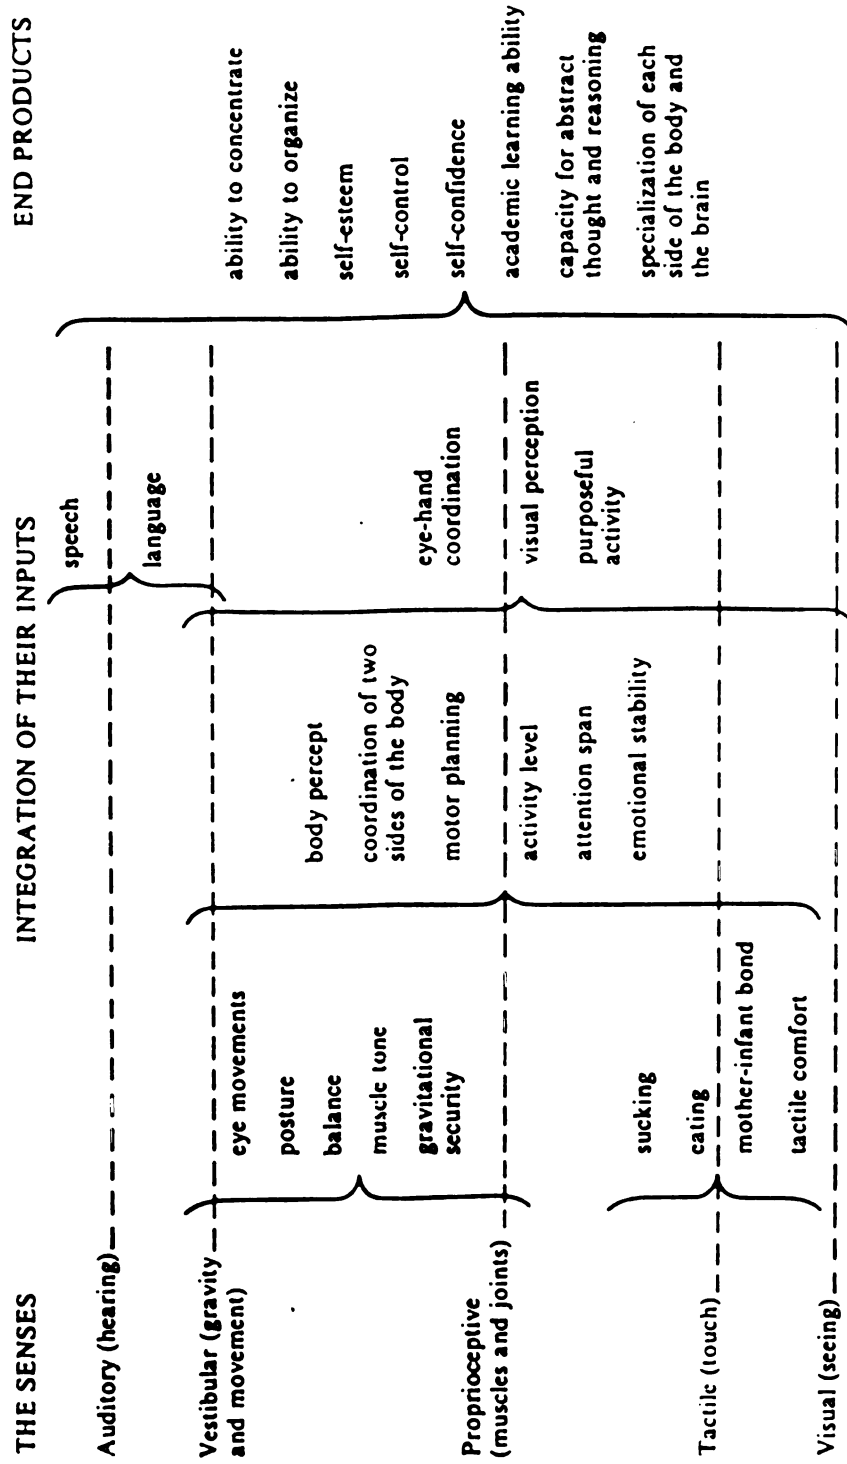 THE SENSES
INTEGRATION OF THEIR INPUTS
END PRODUCTS
Auditory (hearing)
Vestibular (gravity
and movement)
Proprioceptive
(muscles and joints)
Tactile (touch)
Visual (seeing)
eye movements
posture
balance
muscle tone
gravitational
security
sucking
eating
mother-infant bond
tactile comfort
body percept
coordination of two
sides of the body
motor planning
activity level
attention span
emotional stability
speech
language
eye-hand
coordination
visual perception
purposeful
activity
ability to concentrate
ability to organize
self-esteem
self-control
self-confidence
academic learning ability
capacity for abstract
thought and reasoning
specialization of each
side of the body and
the brain